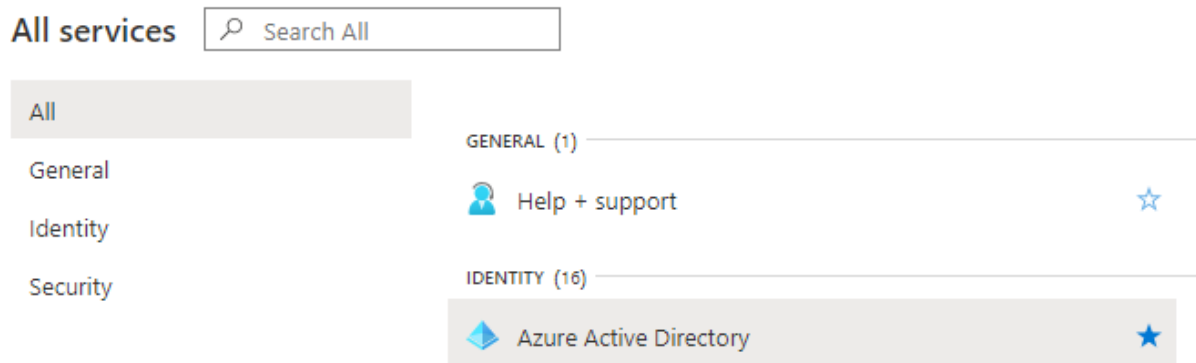 All services
Search All
All
General
Identity
Security
GENERAL (1)
Help + support
IDENTITY (16)
Azure Active Directory